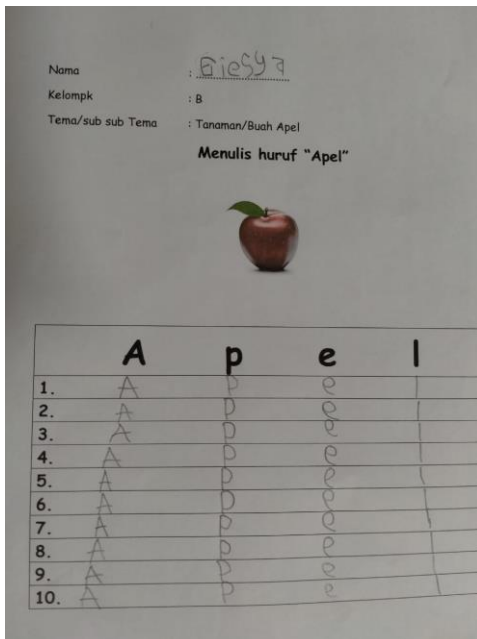 Nama : Giesya
Kelompk : B
Tema/sub sub Tema : Tanaman/Buah Apel
Menulis huruf “Apel”
A p e l
1. A p e l
2. A p e l
3. A p e l
4. A p e l
5. A p e l
6. A p e l
7. A p e l
8. A p e l
9. A p e l
10. A p e l